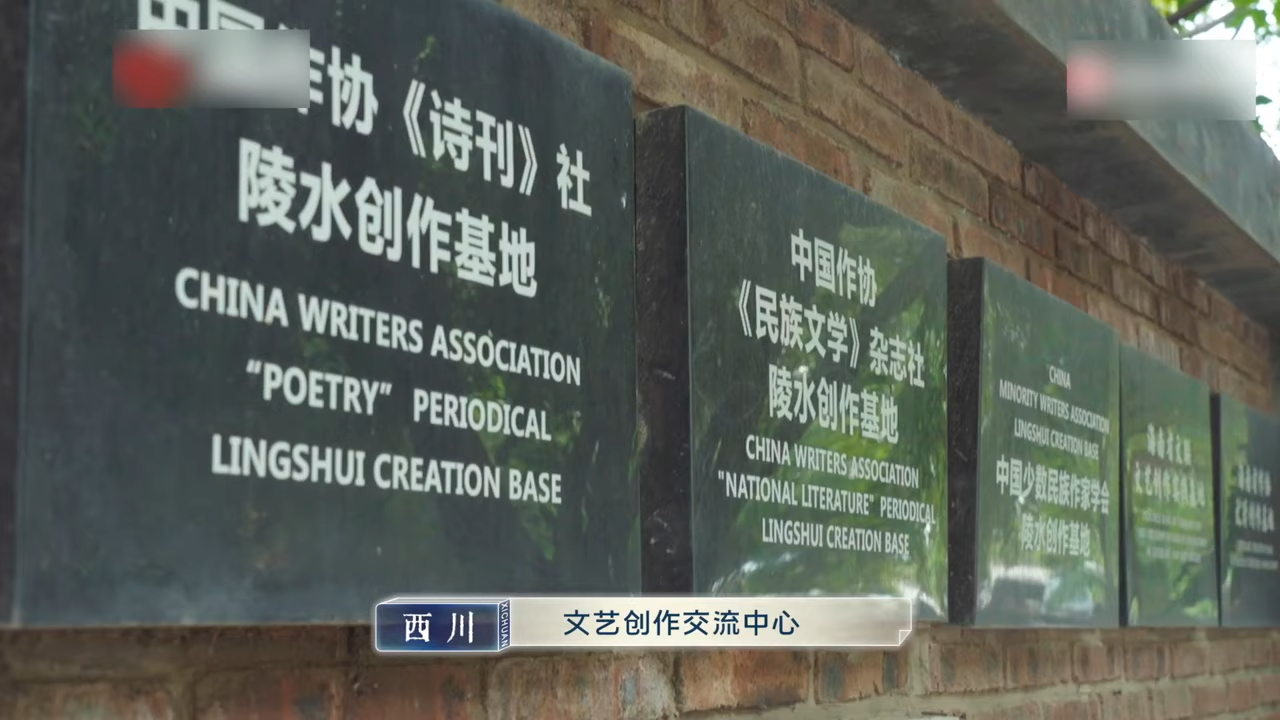 中国作协《诗刊》社
陵水创作基地
CHINA WRITERS ASSOCIATION
“POETRY” PERIODICAL
LINGSHUI CREATION BASE
中国作协
《民族文学》杂志社
陵水创作基地
CHINA WRITERS ASSOCIATION
"NATIONAL LITERATURE" PERIODICAL
LINGSHUI CREATION BASE
CHINA
MINORITY WRITERS ASSOCIATION
LINGSHUI CREATION BASE
中国少数民族作家学会
陵水创作基地
西川
XICHUAN
文艺创作交流中心